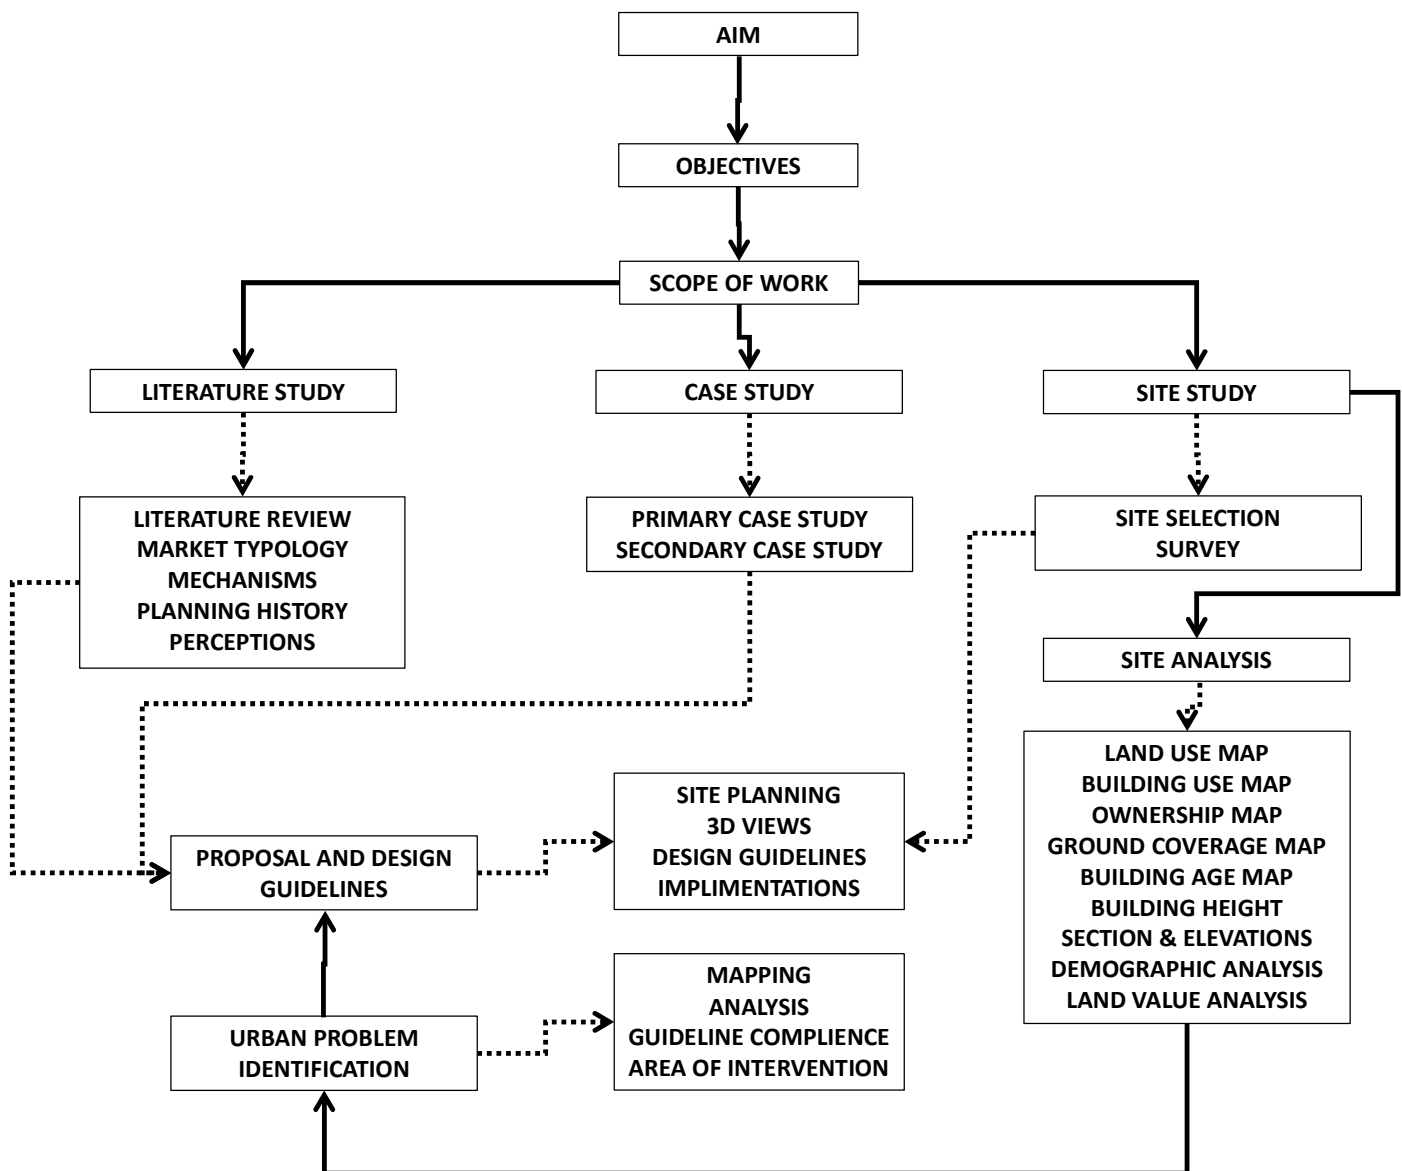 AIM
OBJECTIVES
SCOPE OF WORK
LITERATURE STUDY
CASE STUDY
SITE STUDY
LITERATURE REVIEW
MARKET TYPOLOGY
MECHANISMS
PLANNING HISTORY
PERCEPTIONS
PRIMARY CASE STUDY
SECONDARY CASE STUDY
SITE SELECTION
SURVEY
SITE ANALYSIS
LAND USE MAP
BUILDING USE MAP
OWNERSHIP MAP
GROUND COVERAGE MAP
BUILDING AGE MAP
BUILDING HEIGHT
SECTION & ELEVATIONS
DEMOGRAPHIC ANALYSIS
LAND VALUE ANALYSIS
PROPOSAL AND DESIGN
GUIDELINES
SITE PLANNING
3D VIEWS
DESIGN GUIDELINES
IMPLIMENTATIONS
URBAN PROBLEM
IDENTIFICATION
MAPPING
ANALYSIS
GUIDELINE COMPLIENCE
AREA OF INTERVENTION